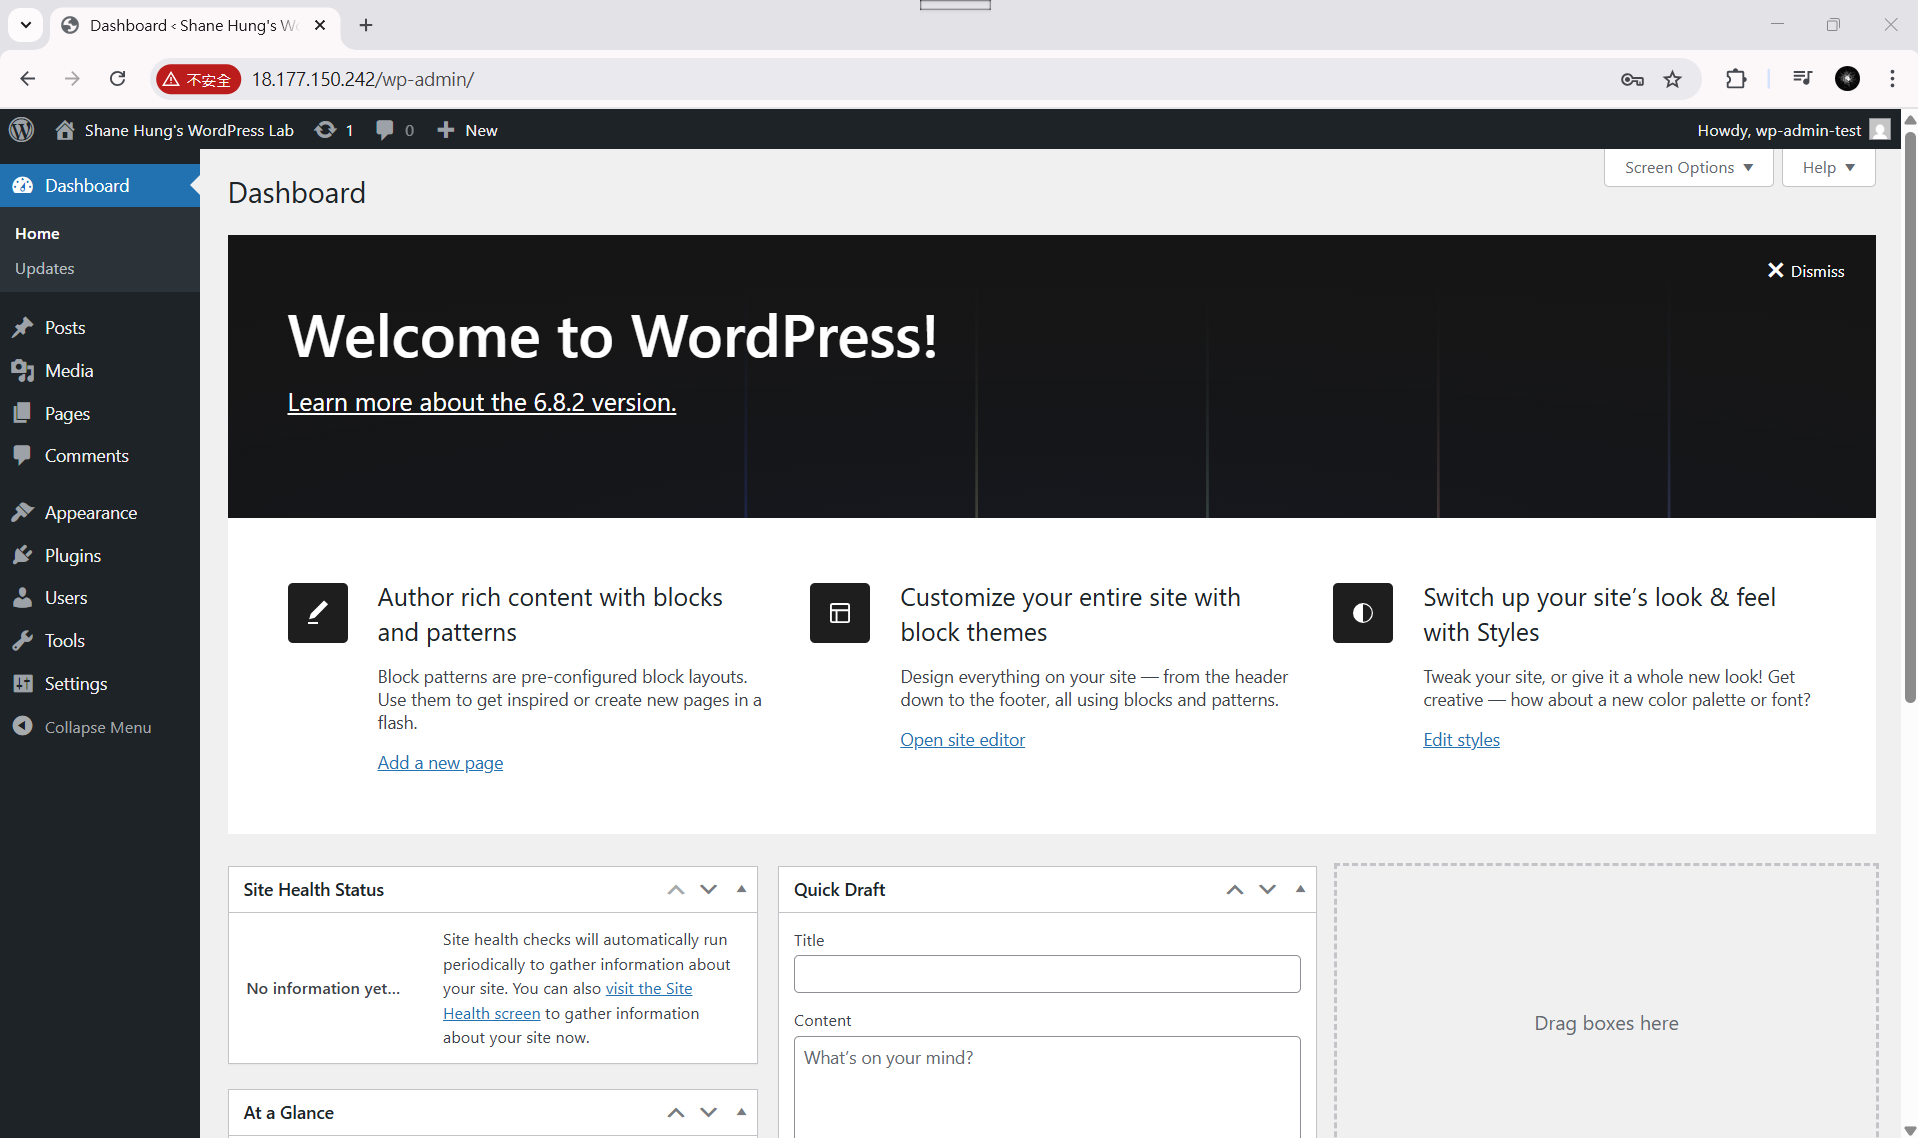 Dashboard ‹ Shane Hung's W
不安全 18.177.150.242/wp-admin/
Shane Hung's WordPress Lab 1 0 New Howdy, wp-admin-test
Screen Options Help
Dashboard
Home
Updates
Posts
Media
Pages
Comments
Appearance
Plugins
Users
Tools
Settings
Collapse Menu
Dashboard
Dismiss
Welcome to WordPress!
Learn more about the 6.8.2 version.
Author rich content with blocks
and patterns
Block patterns are pre-configured block layouts.
Use them to get inspired or create new pages in a
flash.
Add a new page
Customize your entire site with
block themes
Design everything on your site — from the header
down to the footer, all using blocks and patterns.
Open site editor
Switch up your site’s look & feel
with Styles
Tweak your site, or give it a whole new look! Get
creative — how about a new color palette or font?
Edit styles
Site Health Status
No information yet…
Site health checks will automatically run
periodically to gather information about
your site. You can also visit the Site
Health screen to gather information
about your site now.
At a Glance
Quick Draft
Title
Content
What’s on your mind?
Drag boxes here